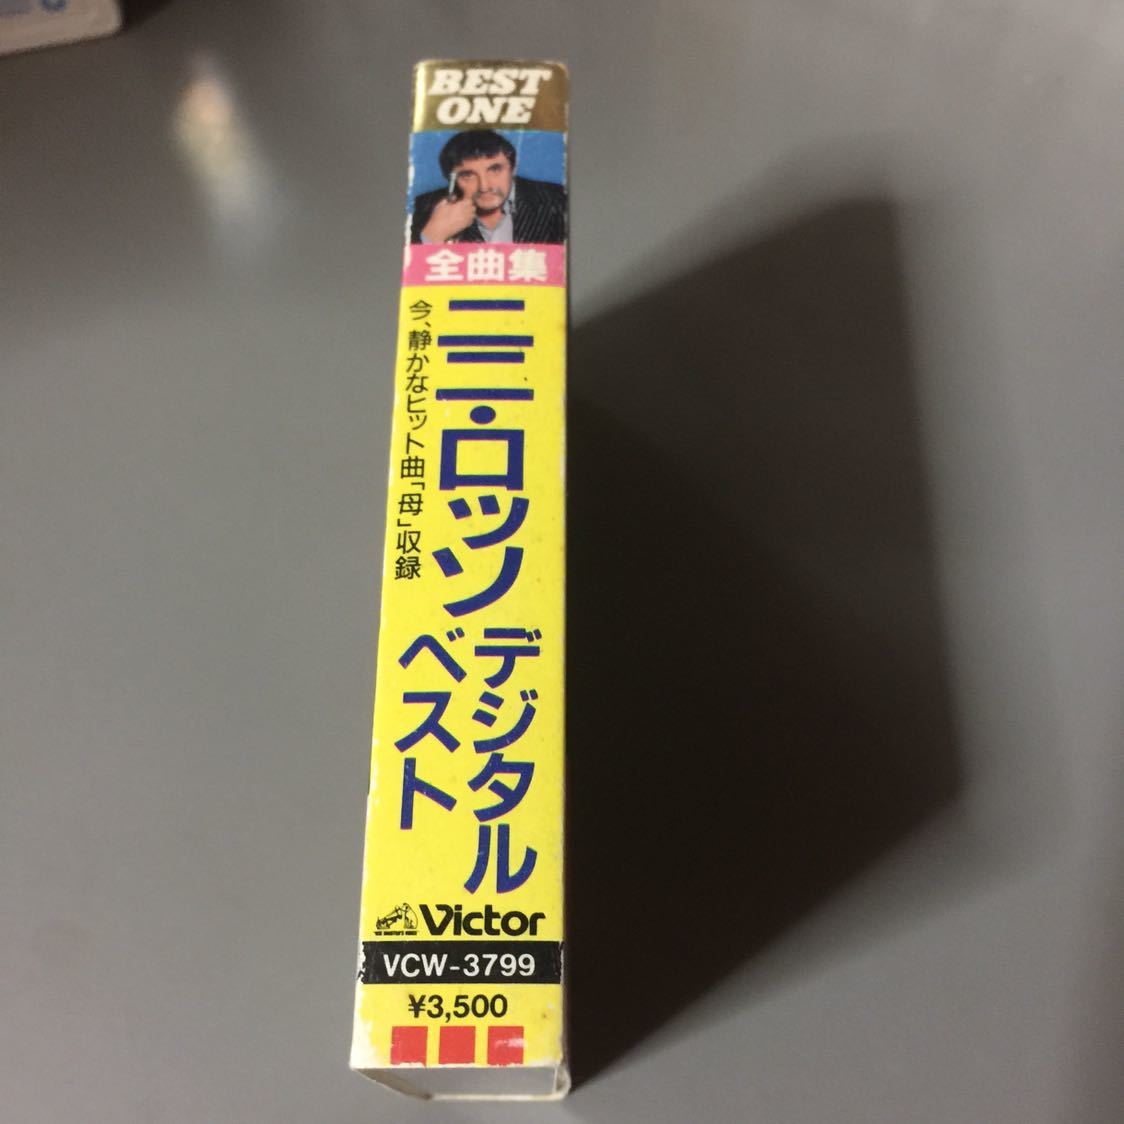 BEST
ONE
全曲集
ニニ・ロッソ
今、静かなヒット曲「母」収録
デジタル
ベスト
Victor
VCW-3799
¥3,500